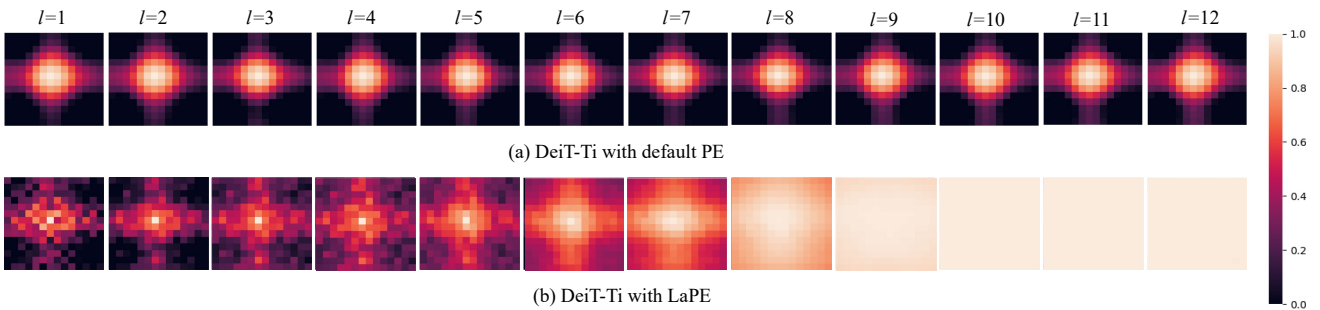 l=1 l=2 l=3 l=4 l=5 l=6 l=7 l=8 l=9 l=10 l=11 l=12
1.0
0.8
(a) DeiT-Ti with default PE
0.6
0.4
0.2
(b) DeiT-Ti with LaPE
0.0